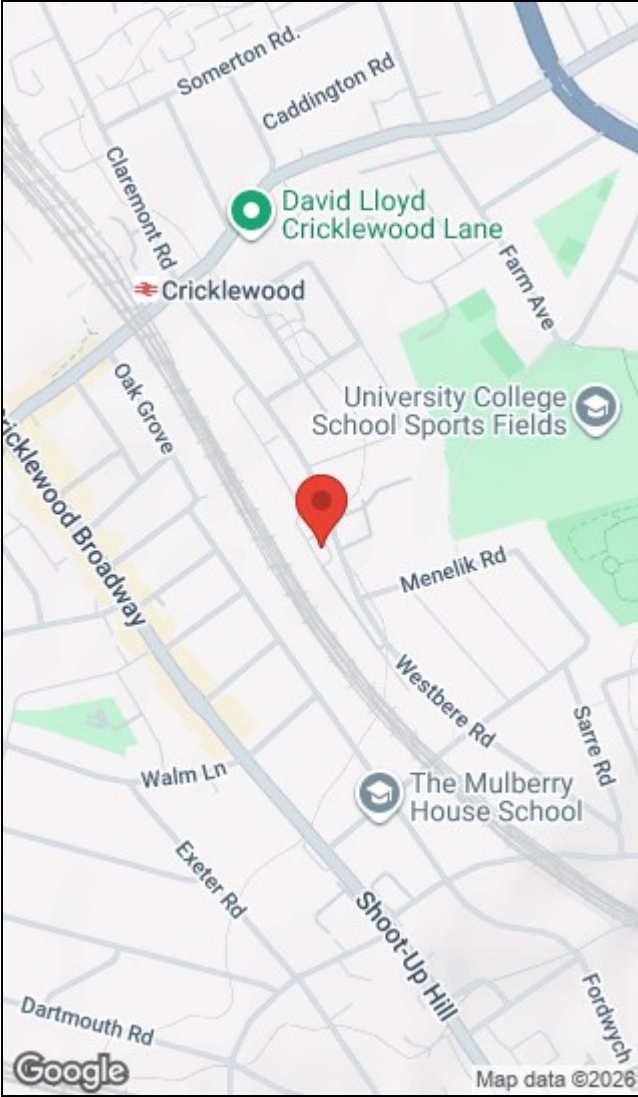 Somerton Rd.
Caddington Rd
Claremont Rd
David Lloyd
Cricklewood Lane
Farm Ave
Cricklewood
Oak Grove
University College
School Sports Fields
Cricklewood Broadway
Menelik Rd
Westbere Rd
Sarre Rd
Walm Ln
The Mulberry
House School
Exeter Rd
Shoot-Up Hill
Fordwych
Dartmouth Rd
Google
Map data ©2026